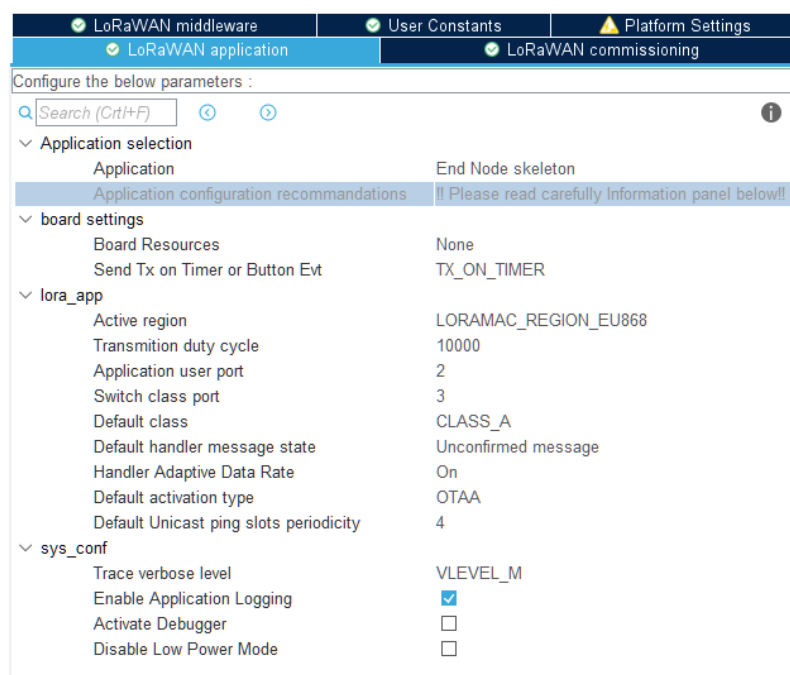 LoRaWAN middleware User Constants Platform Settings
LoRaWAN application LoRaWAN commissioning
Configure the below parameters :
Search (Crtl+F)
Application selection
Application End Node skeleton
Application configuration recommandations !! Please read carefully Information panel below!!
board settings
Board Resources None
Send Tx on Timer or Button Evt TX_ON_TIMER
lora_app
Active region LORAMAC_REGION_EU868
Transmition duty cycle 10000
Application user port 2
Switch class port 3
Default class CLASS_A
Default handler message state Unconfirmed message
Handler Adaptive Data Rate On
Default activation type OTAA
Default Unicast ping slots periodicity 4
sys_conf
Trace verbose level VLEVEL_M
Enable Application Logging
Activate Debugger
Disable Low Power Mode